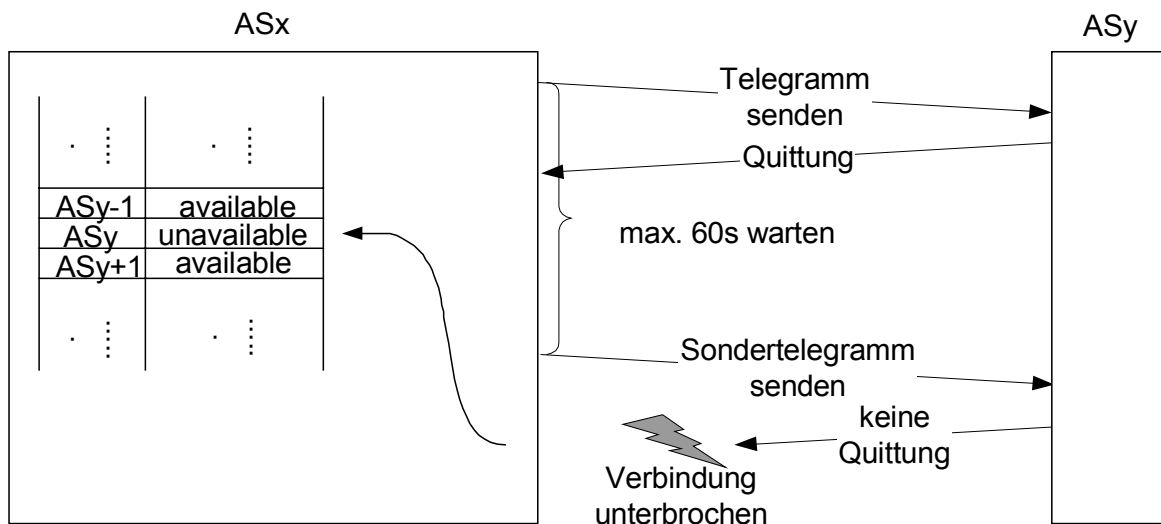 ASx
ASy
Telegramm
senden
Quittung
ASy-1 available
ASy unavailable
ASy+1 available
max. 60s warten
Sondertelegramm
senden
keine
Quittung
Verbindung
unterbrochen